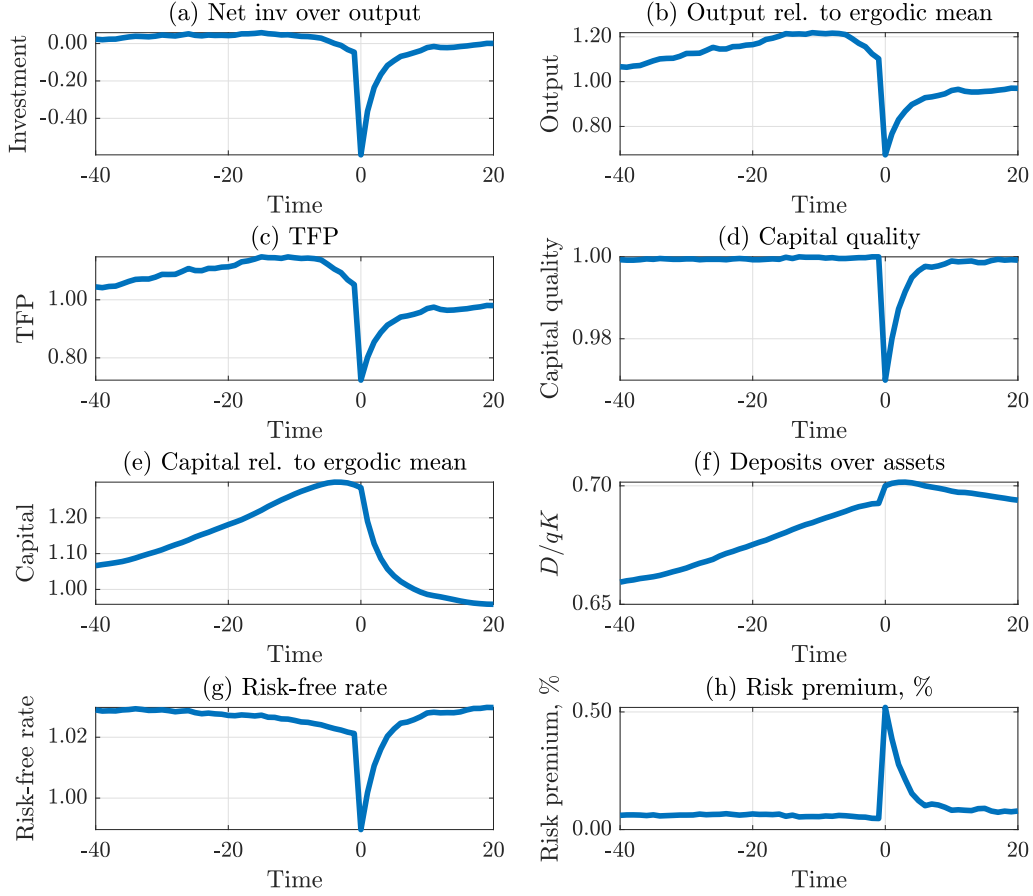 (a) Net inv over output
Investment
0.00
-0.20
-0.40
-40
-20
0
20
Time
(b) Output rel. to ergodic mean
Output
1.20
1.00
0.80
-40
-20
0
20
Time
(c) TFP
TFP
1.00
0.80
-40
-20
0
20
Time
(d) Capital quality
Capital quality
1.00
0.98
-40
-20
0
20
Time
(e) Capital rel. to ergodic mean
Capital
1.20
1.10
1.00
-40
-20
0
20
Time
(f) Deposits over assets
D/qK
0.70
0.65
-40
-20
0
20
Time
(g) Risk-free rate
Risk-free rate
1.02
1.00
-40
-20
0
20
Time
(h) Risk premium, %
Risk premium, %
0.50
0.00
-40
-20
0
20
Time